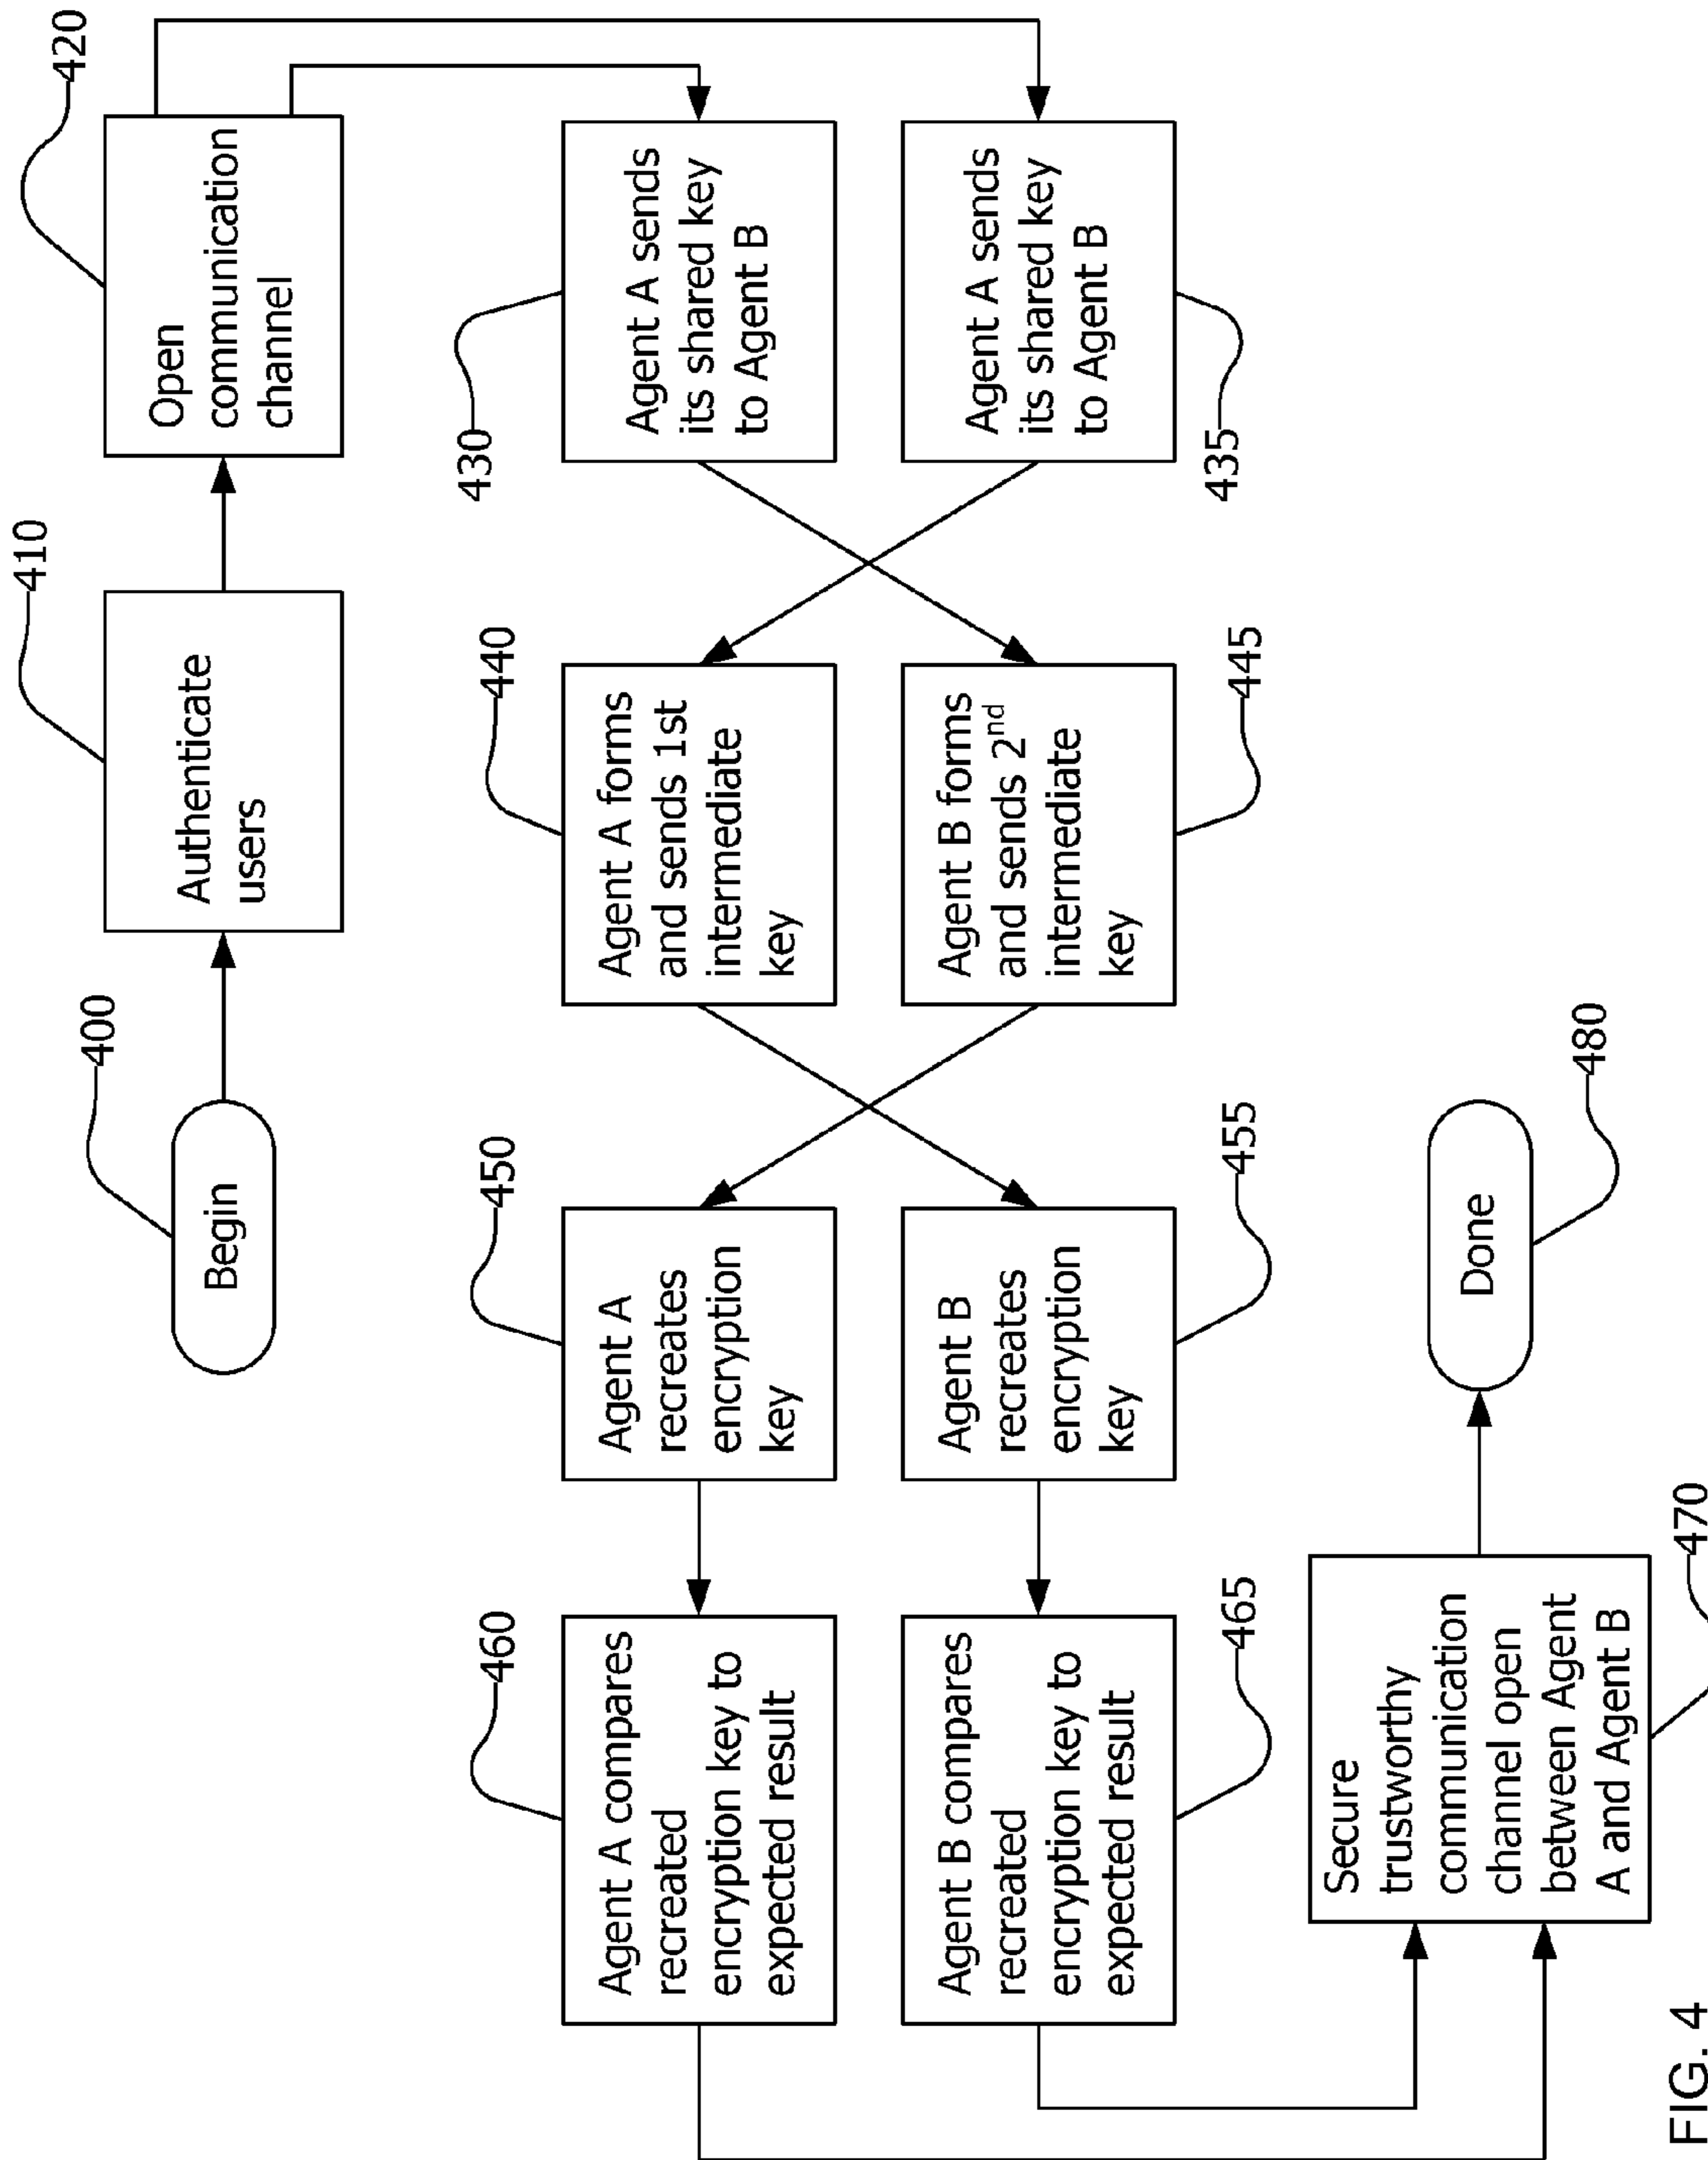 400
Begin
410
Authenticate
users
420
Open
communication
channel
430
Agent A sends
its shared key
to Agent B
435
Agent A sends
its shared key
to Agent B
440
Agent A forms
and sends 1st
intermediate
key
445
Agent B forms
and sends 2nd
intermediate
key
450
Agent A
recreates
encryption
key
455
Agent B
recreates
encryption
key
460
Agent A compares
recreated
encryption key to
expected result
465
Agent B compares
recreated
encryption key to
expected result
470
Secure
trustworthy
communication
channel open
between Agent
A and Agent B
480
Done
FIG. 4